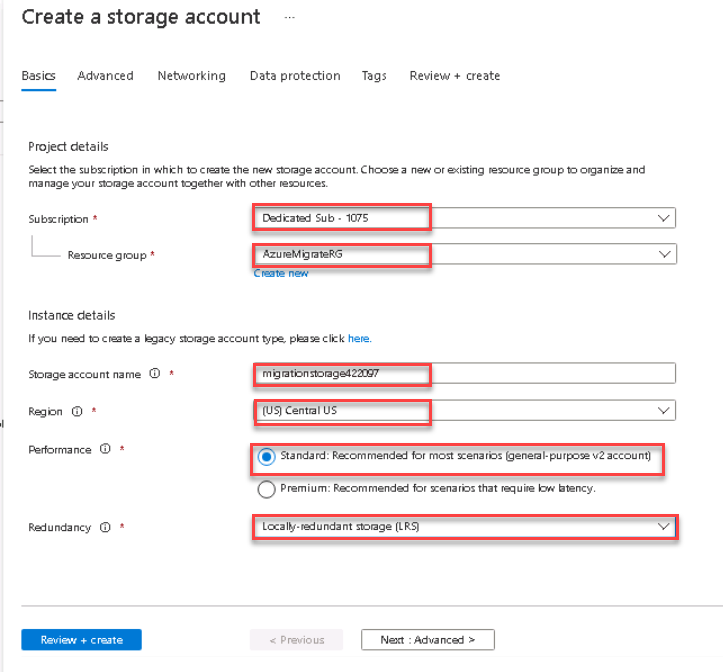 Create a storage account ...
Basics Advanced Networking Data protection Tags Review + create
Project details
Select the subscription in which to create the new storage account. Choose a new or existing resource group to organize and
manage your storage account together with other resources.
Subscription * Dedicated Sub - 1075
Resource group * AzureMigrateRG
Create new
Instance details
If you need to create a legacy storage account type, please click here.
Storage account name * migrationstorage422097
Region * (US) Central US
Performance * Standard: Recommended for most scenarios (general-purpose v2 account)
Premium: Recommended for scenarios that require low latency.
Redundancy * Locally-redundant storage (LRS)
Review + create < Previous Next : Advanced >